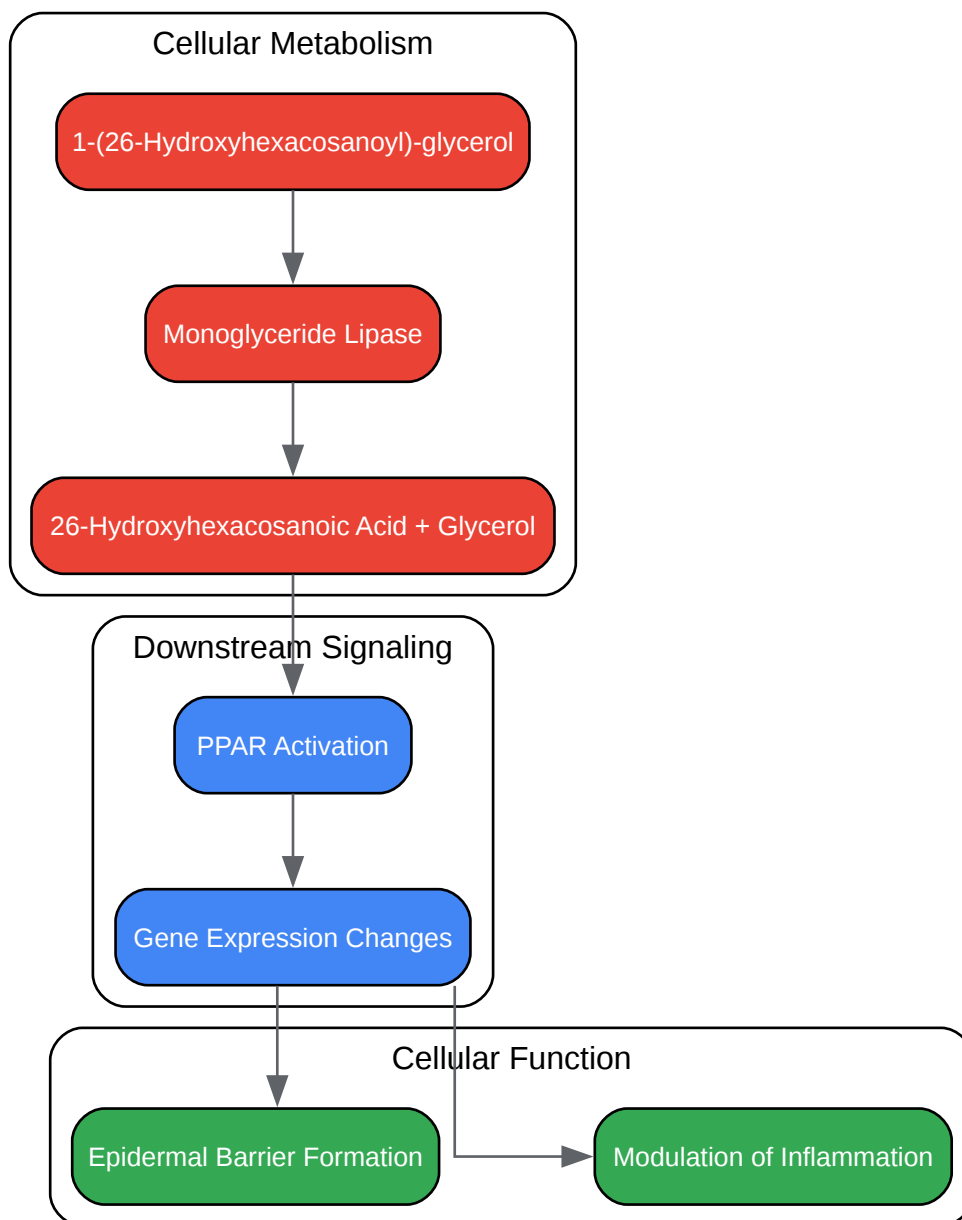 Cellular Metabolism
1-(26-Hydroxyhexacosanoyl)-glycerol
Monoglyceride Lipase
26-Hydroxyhexacosanoic Acid + Glycerol
Downstream Signaling
PPAR Activation
Gene Expression Changes
Cellular Function
Epidermal Barrier Formation
Modulation of Inflammation